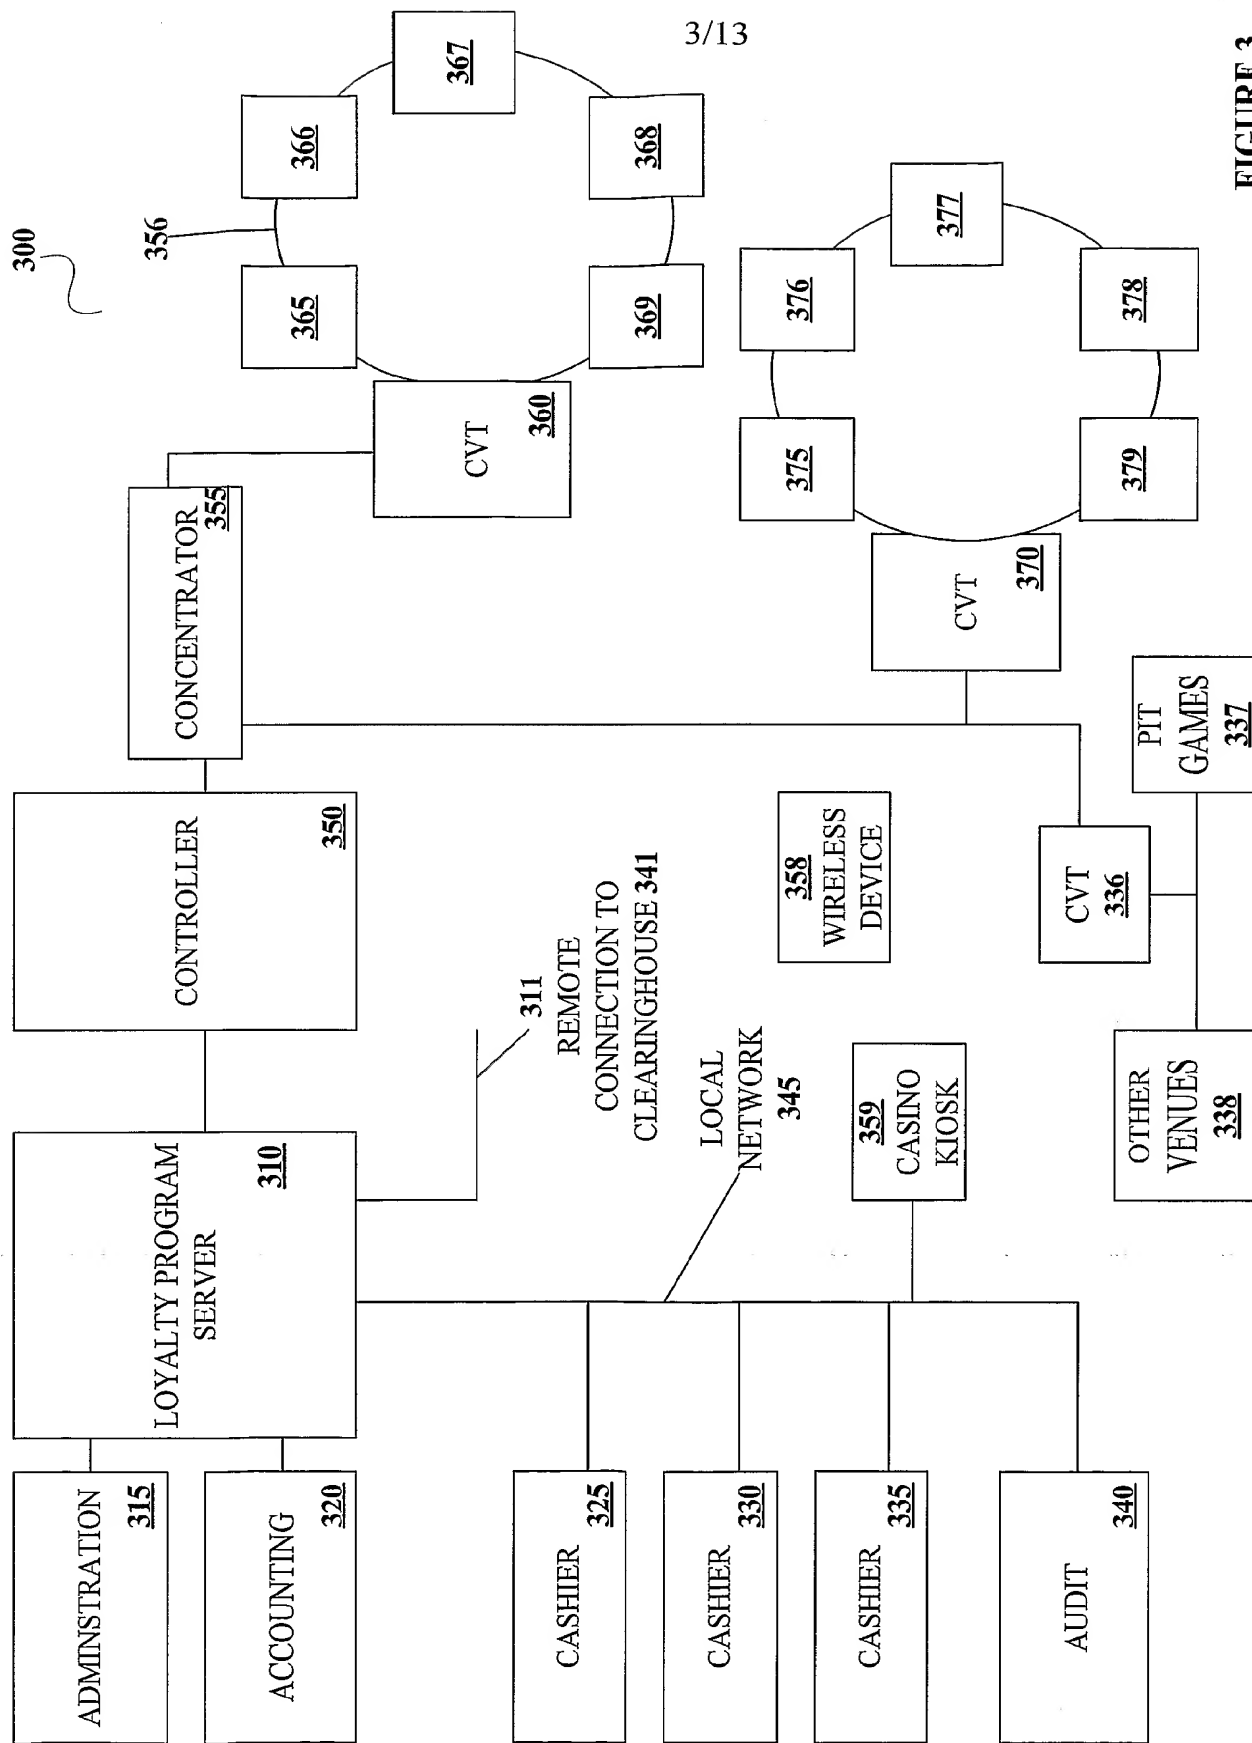 3/13
300
ADMINSTRATION
315
ACCOUNTING
320
LOYALTY PROGRAM
SERVER
310
CONTROLLER
350
CONCENTRATOR
355
356
365
366
367
368
369
CVT
360
375
376
377
378
379
CVT
370
311
REMOTE
CONNECTION TO
CLEARINGHOUSE 341
LOCAL
NETWORK
345
CASHIER
325
CASHIER
330
CASHIER
335
AUDIT
340
358
WIRELESS
DEVICE
359
CASINO
KIOSK
CVT
336
PIT
GAMES
337
OTHER
VENUES
338
FIGURE 3